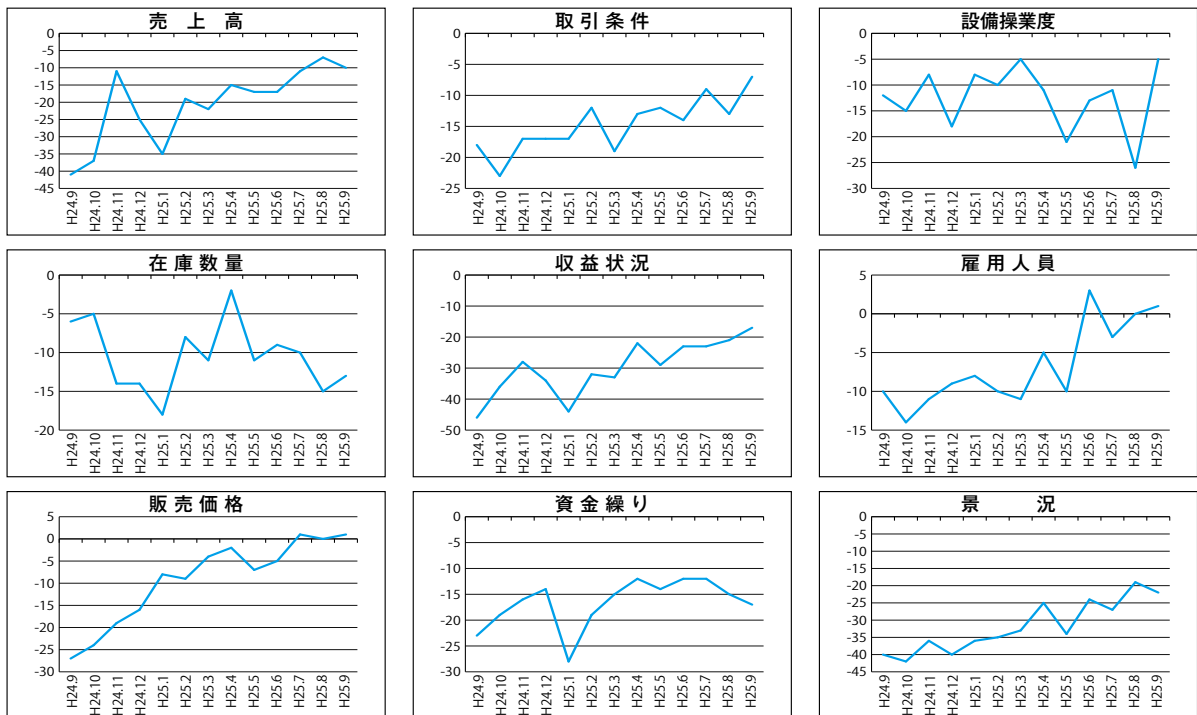 売上高
0
-5
-10
-15
-20
-25
-30
-35
-40
-45
H24.9
H24.10
H24.11
H24.12
H25.1
H25.2
H25.3
H25.4
H25.5
H25.6
H25.7
H25.8
H25.9
取引条件
0
-5
-10
-15
-20
-25
H24.9
H24.10
H24.11
H24.12
H25.1
H25.2
H25.3
H25.4
H25.5
H25.6
H25.7
H25.8
H25.9
設備操業度
0
-5
-10
-15
-20
-25
-30
H24.9
H24.10
H24.11
H24.12
H25.1
H25.2
H25.3
H25.4
H25.5
H25.6
H25.7
H25.8
H25.9
在庫数量
0
-5
-10
-15
-20
H24.9
H24.10
H24.11
H24.12
H25.1
H25.2
H25.3
H25.4
H25.5
H25.6
H25.7
H25.8
H25.9
収益状況
0
-10
-20
-30
-40
-50
H24.9
H24.10
H24.11
H24.12
H25.1
H25.2
H25.3
H25.4
H25.5
H25.6
H25.7
H25.8
H25.9
雇用人員
5
0
-5
-10
-15
H24.9
H24.10
H24.11
H24.12
H25.1
H25.2
H25.3
H25.4
H25.5
H25.6
H25.7
H25.8
H25.9
販売価格
5
0
-5
-10
-15
-20
-25
-30
H24.9
H24.10
H24.11
H24.12
H25.1
H25.2
H25.3
H25.4
H25.5
H25.6
H25.7
H25.8
H25.9
資金繰り
0
-5
-10
-15
-20
-25
-30
H24.9
H24.10
H24.11
H24.12
H25.1
H25.2
H25.3
H25.4
H25.5
H25.6
H25.7
H25.8
H25.9
景況
0
-5
-10
-15
-20
-25
-30
-35
-40
-45
H24.9
H24.10
H24.11
H24.12
H25.1
H25.2
H25.3
H25.4
H25.5
H25.6
H25.7
H25.8
H25.9